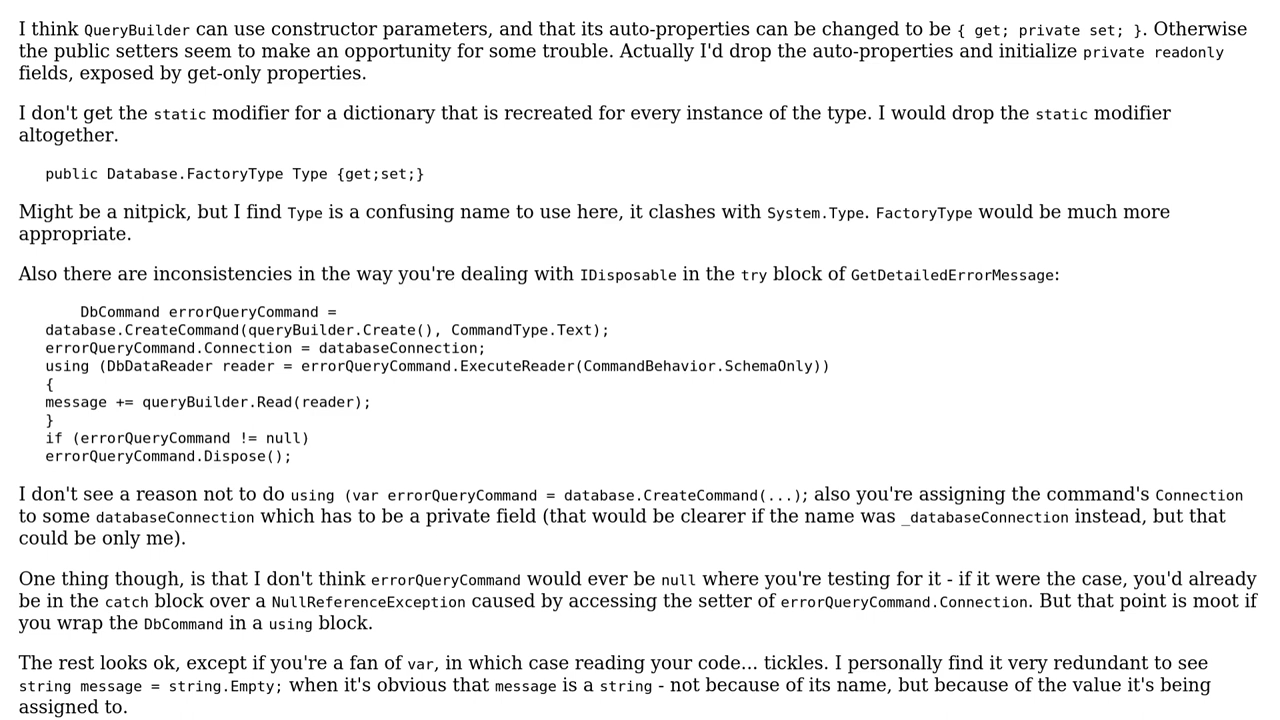 I think QueryBuilder can use constructor parameters, and that its auto-properties can be changed to be { get; private set; }. Otherwise
the public setters seem to make an opportunity for some trouble. Actually I'd drop the auto-properties and initialize private readonly
fields, exposed by get-only properties.
I don't get the static modifier for a dictionary that is recreated for every instance of the type. I would drop the static modifier
altogether.
public Database.FactoryType Type {get;set;}
Might be a nitpick, but I find Type is a confusing name to use here, it clashes with System.Type. FactoryType would be much more
appropriate.
Also there are inconsistencies in the way you're dealing with IDisposable in the try block of GetDetailedErrorMessage:
DbCommand errorQueryCommand =
database.CreateCommand(queryBuilder.Create(), CommandType.Text);
errorQueryCommand.Connection = databaseConnection;
using (DbDataReader reader = errorQueryCommand.ExecuteReader(CommandBehavior.SchemaOnly))
{
message += queryBuilder.Read(reader);
}
if (errorQueryCommand != null)
errorQueryCommand.Dispose();
I don't see a reason not to do using (var errorQueryCommand = database.CreateCommand(...); also you're assigning the command's Connection
to some databaseConnection which has to be a private field (that would be clearer if the name was _databaseConnection instead, but that
could be only me).
One thing though, is that I don't think errorQueryCommand would ever be null where you're testing for it - if it were the case, you'd already
be in the catch block over a NullReferenceException caused by accessing the setter of errorQueryCommand.Connection. But that point is moot if
you wrap the DbCommand in a using block.
The rest looks ok, except if you're a fan of var, in which case reading your code... tickles. I personally find it very redundant to see
string message = string.Empty; when it's obvious that message is a string - not because of its name, but because of the value it's being
assigned to.